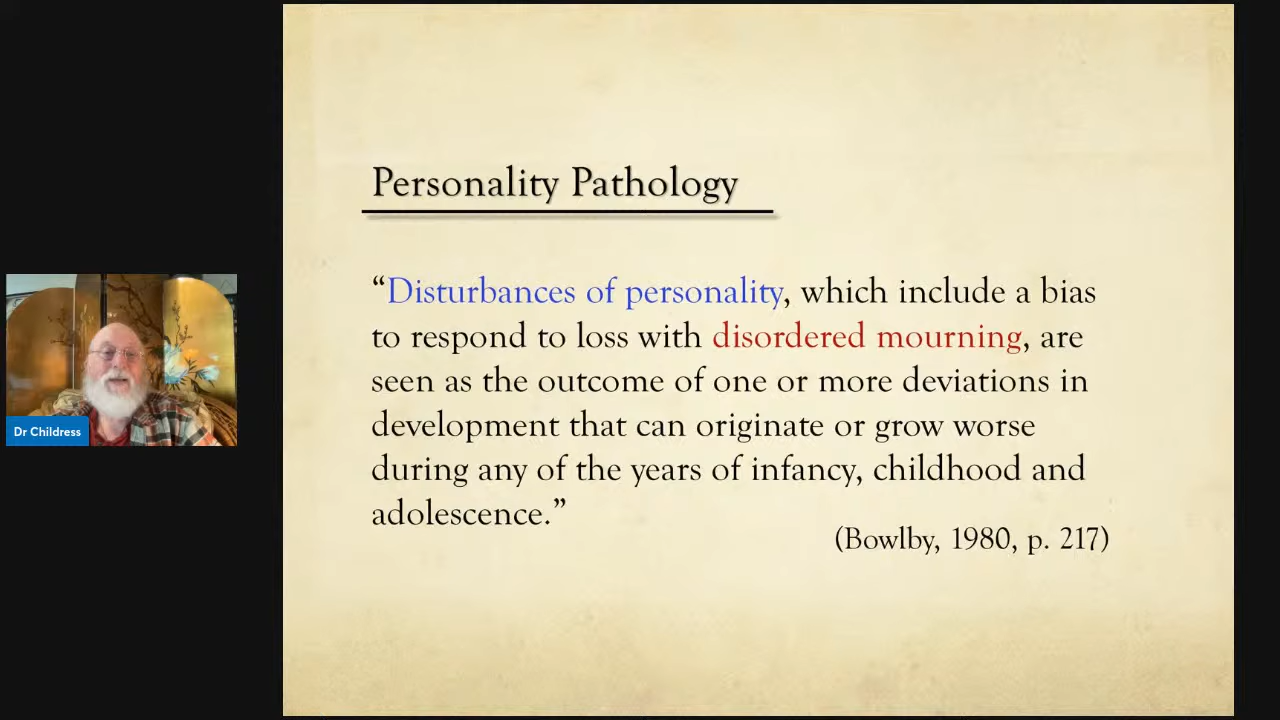 Personality Pathology
“Disturbances of personality, which include a bias
to respond to loss with disordered mourning, are
seen as the outcome of one or more deviations in
development that can originate or grow worse
during any of the years of infancy, childhood and
adolescence.”
(Bowlby, 1980, p. 217)
Dr Childress